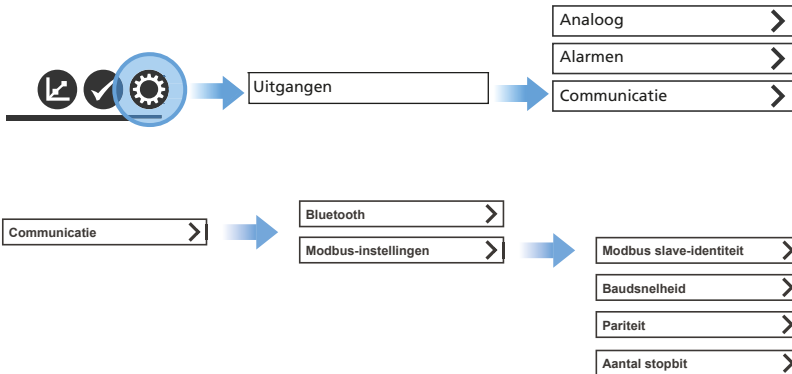 Uitgangen
Analoog
Alarmen
Communicatie
Communicatie
Bluetooth
Modbus-instellingen
Modbus slave-identiteit
Baudsnelheid
Pariteit
Aantal stopbit